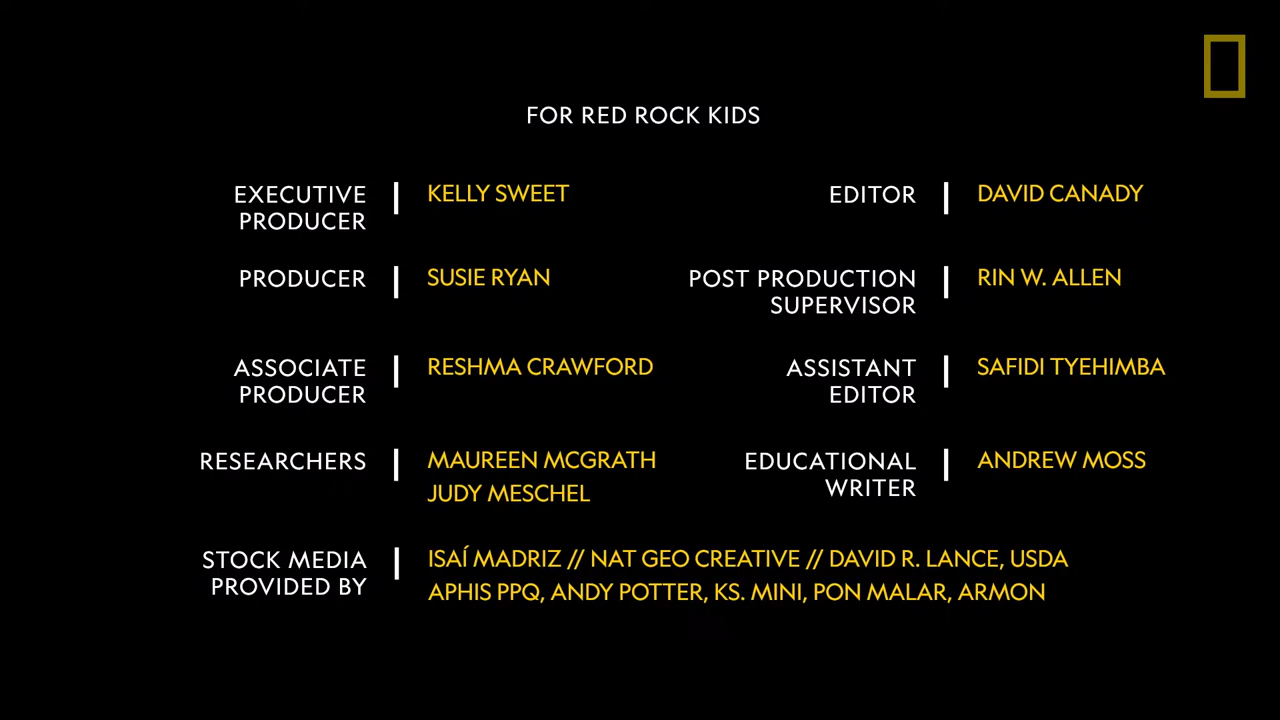 FOR RED ROCK KIDS
EXECUTIVE
PRODUCER
KELLY SWEET
PRODUCER
SUSIE RYAN
ASSOCIATE
PRODUCER
RESHMA CRAWFORD
RESEARCHERS
MAUREEN MCGRATH
JUDY MESCHEL
EDITOR
DAVID CANADY
POST PRODUCTION
SUPERVISOR
RIN W. ALLEN
ASSISTANT
EDITOR
SAFIDI TYEHIMBA
EDUCATIONAL
WRITER
ANDREW MOSS
STOCK MEDIA
PROVIDED BY
ISAÍ MADRIZ // NAT GEO CREATIVE // DAVID R. LANCE, USDA
APHIS PPQ, ANDY POTTER, KS. MINI, PON MALAR, ARMON